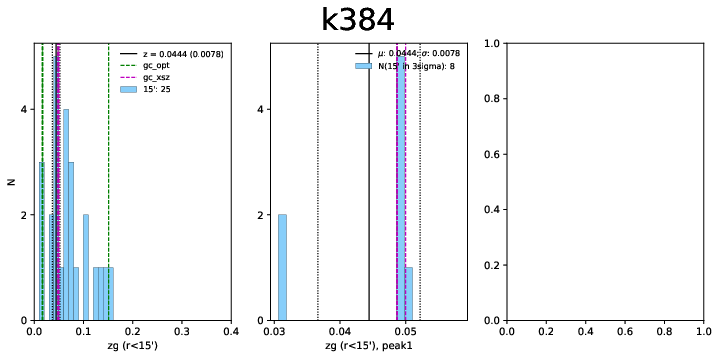 k384
z = 0.0444 (0.0078)
gc_opt
gc_xsz
15': 25
N
4
2
0
0.0 0.1 0.2 0.3 0.4
zg (r<15')
μ: 0.0444; σ: 0.0078
N(15' in 3sigma): 8
4
2
0
0.03 0.04 0.05
zg (r<15'), peak1
1.0
0.8
0.6
0.4
0.2
0.0
0.0 0.2 0.4 0.6 0.8 1.0